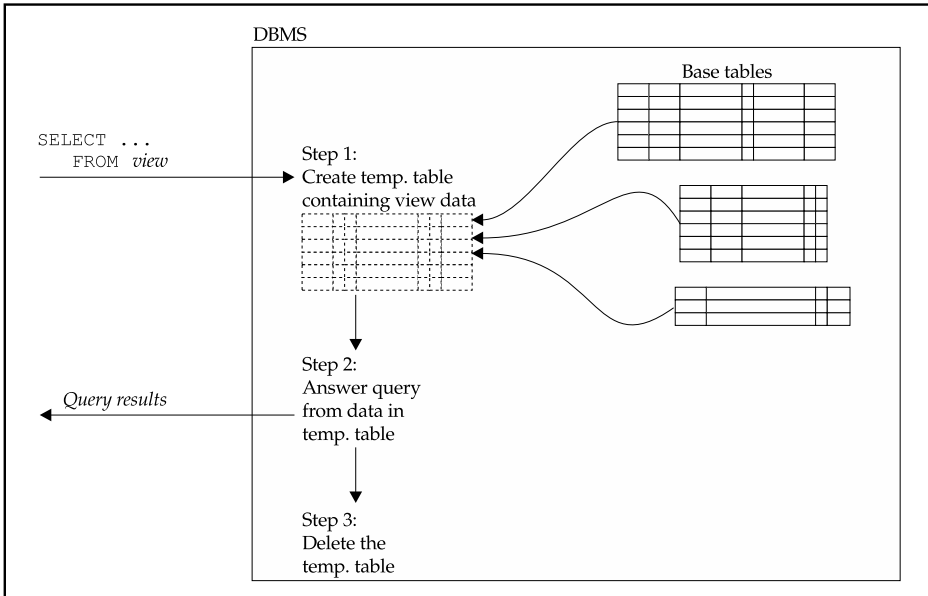 DBMS
Base tables
SELECT ...
FROM view
Step 1:
Create temp. table
containing view data
Step 2:
Answer query
from data in
temp. table
Query results
Step 3:
Delete the
temp. table